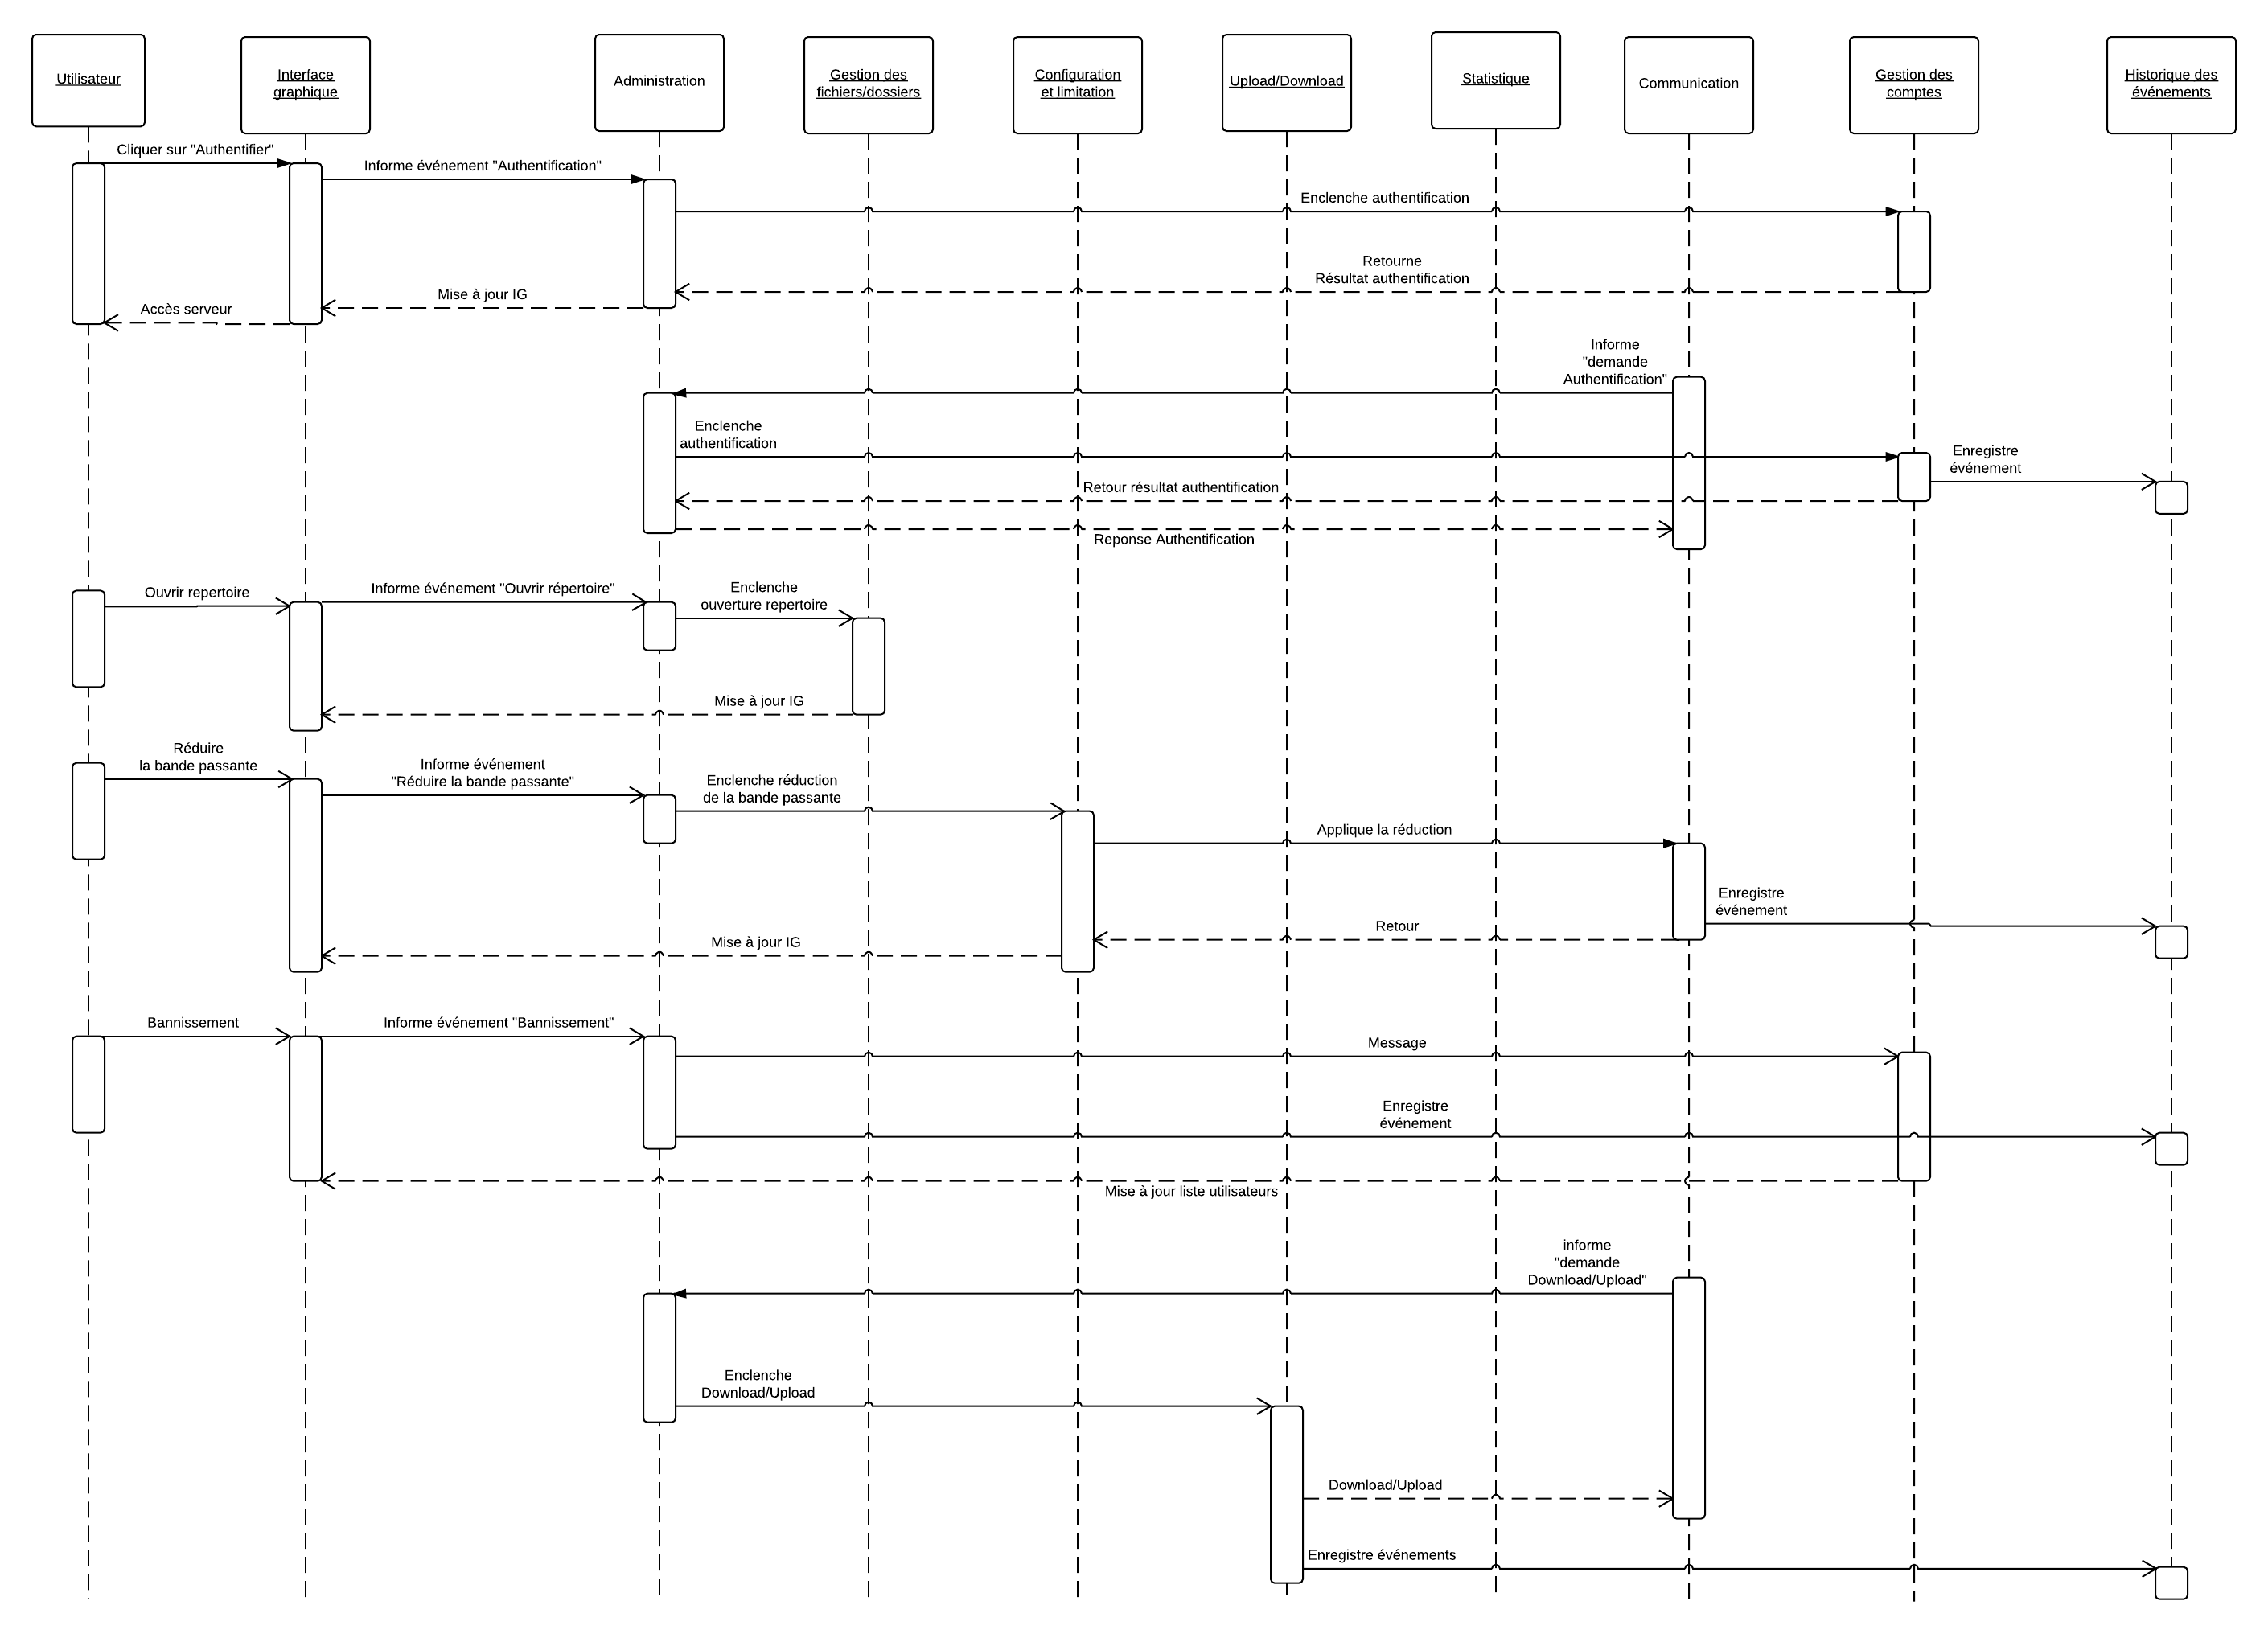 Utilisateur
Interface
graphique
Administration
Gestion des
fichiers/dossiers
Configuration
et limitation
Upload/Download
Statistique
Communication
Gestion des
comptes
Historique des
événements
Cliquer sur "Authentifier"
Informe événement "Authentification"
Enclenche authentification
Retourne
Résultat authentification
Mise à jour IG
Accès serveur
Informe
"demande
Authentification"
Enclenche
authentification
Enregistre
événement
Retour résultat authentification
Reponse Authentification
Ouvrir repertoire
Informe événement "Ouvrir répertoire"
Enclenche
ouverture repertoire
Mise à jour IG
Réduire
la bande passante
Informe événement
"Réduire la bande passante"
Enclenche réduction
de la bande passante
Applique la réduction
Enregistre
événement
Retour
Mise à jour IG
Bannissement
Informe événement "Bannissement"
Message
Enregistre
événement
Mise à jour liste utilisateurs
informe
"demande
Download/Upload"
Enclenche
Download/Upload
Download/Upload
Enregistre événements